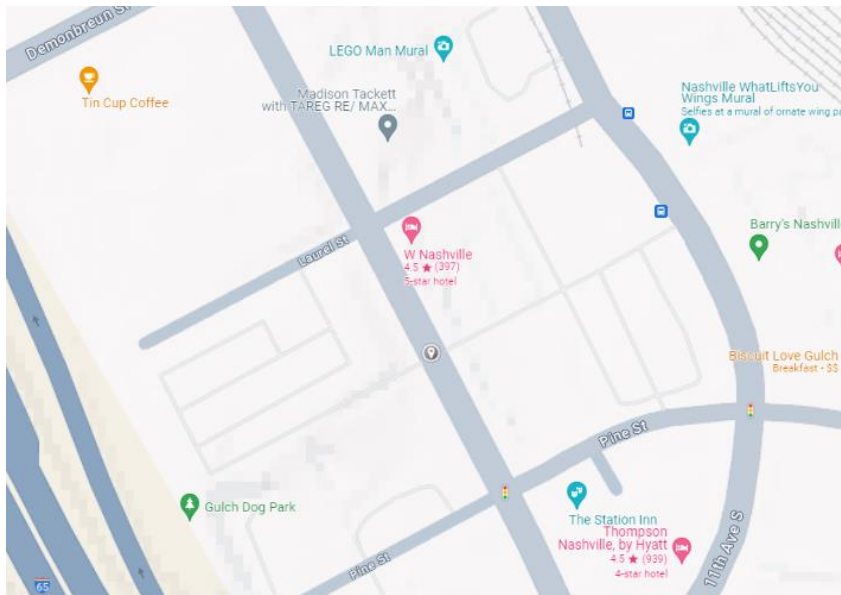 Demonbreun St
LEGO Man Mural
Tin Cup Coffee
Madison Tackett
with TAREG RE/ MAX...
Nashville WhatLiftsYou
Wings Mural
Selfies at a mural of ornate wing pa
Laurel St
W Nashville
4.5 ★ (397)
5-star hotel
Barry's Nashvill
Biscuit Love Gulch
Breakfast • $$
Pine St
Gulch Dog Park
The Station Inn
Thompson
Nashville, by Hyatt
4.5 ★ (939)
4-star hotel
11th Ave S
Pine St
65